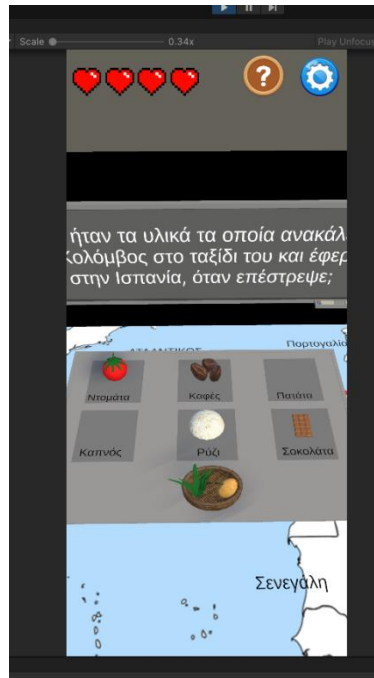 Scale 0.34x Play Unfocu
ήταν τα υλικά τα οποία ανακάλ
Κολόμβος στο ταξίδι του και έφερ
στην Ισπανία, όταν επέστρεψε;
Πορτογαλία
Ντομάτα Καφές Πατάτα
Καπνός Ρύζι Σοκολάτα
Σενεγάλη